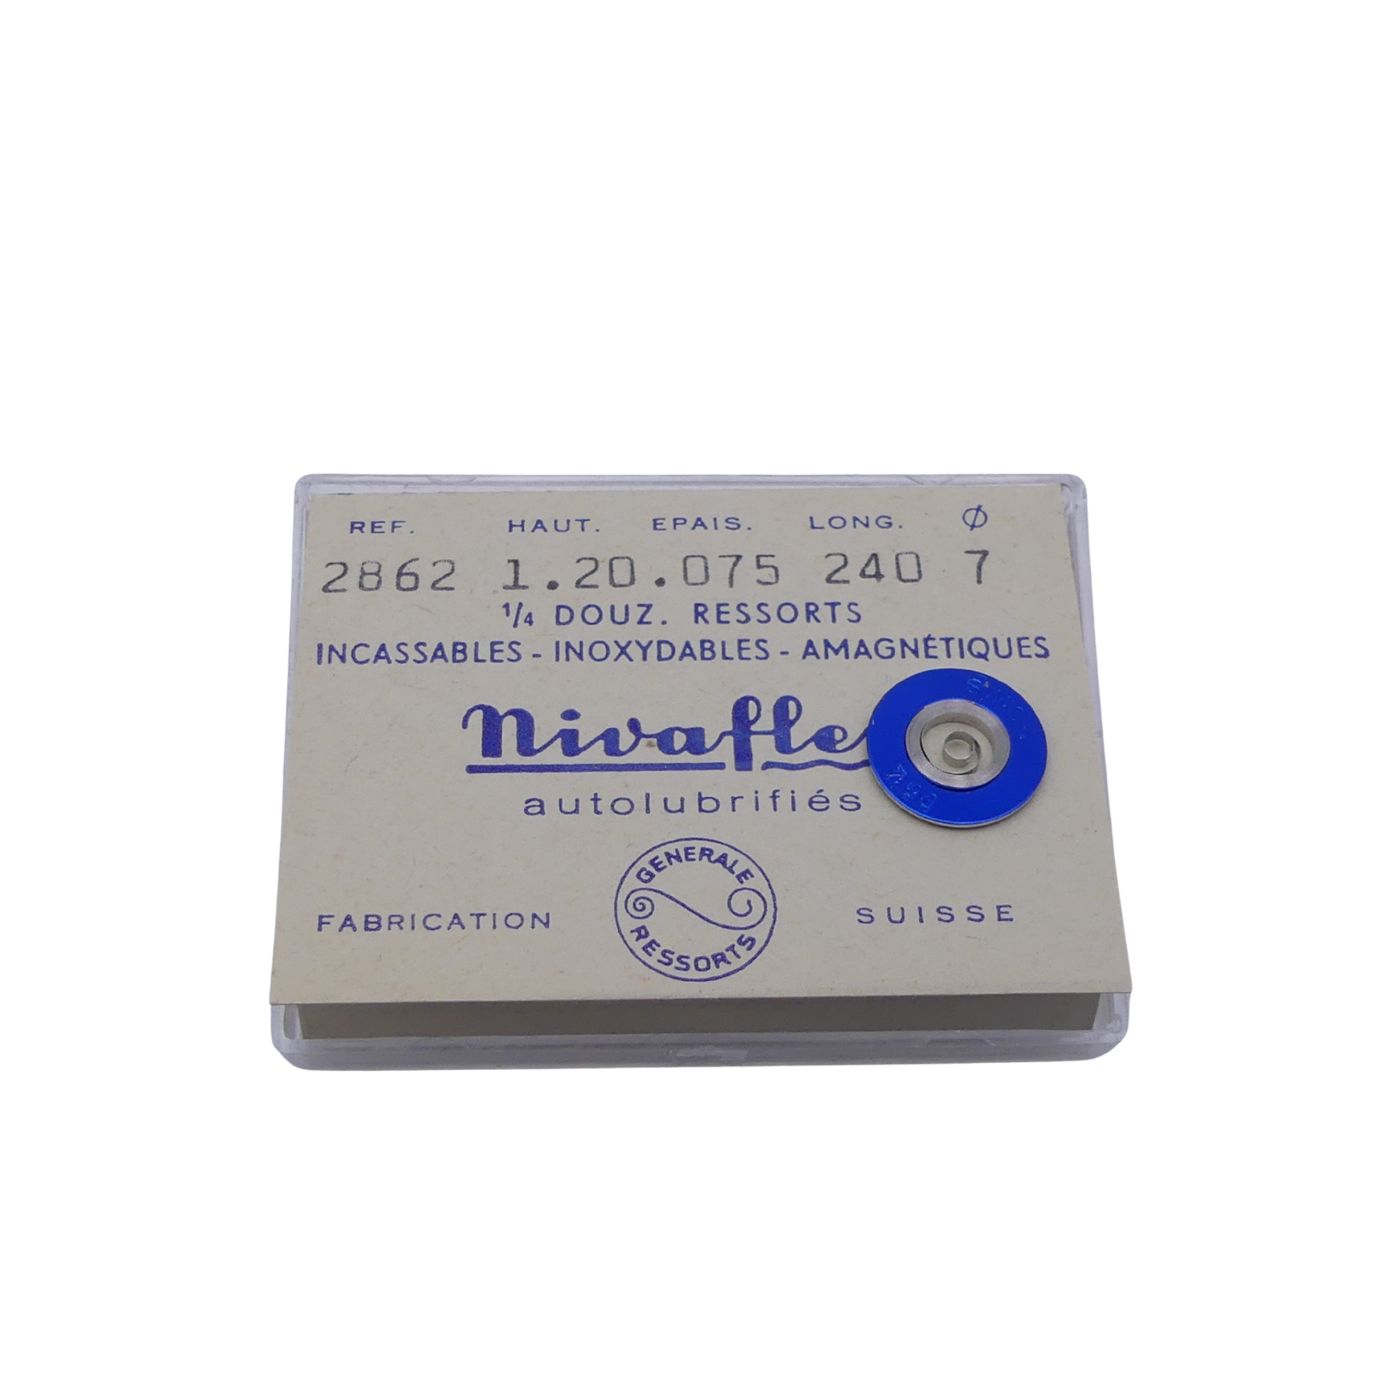 REF. HAUT. EPAIS. LONG. Ø
2862 1.20.075 240 7
1/4 DOUZ. RESSORTS
INCASSABLES - INOXYDABLES - AMAGNÉTIQUES
Nivafle
autolubrifiés
GENERALE
RESSORTS
FABRICATION SUISSE